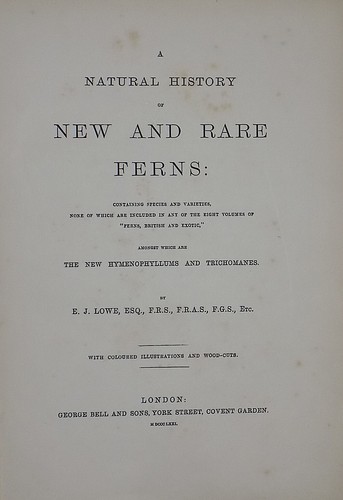 A
NATURAL HISTORY
OF
NEW AND RARE
FERNS:
CONTAINING SPECIES AND VARIETIES,
NONE OF WHICH ARE INCLUDED IN ANY OF THE EIGHT VOLUMES OF
"FERNS, BRITISH AND EXOTIC,"
AMONGST WHICH ARE
THE NEW HYMENOPHYLLUMS AND TRICHOMANES.
BY
E. J. LOWE, ESQ., F.R.S., F.R.A.S., F.G.S., Etc.
WITH COLOURED ILLUSTRATIONS AND WOOD-CUTS.
LONDON:
GEORGE BELL AND SONS, YORK STREET, COVENT GARDEN.
MDCCCLXXI.